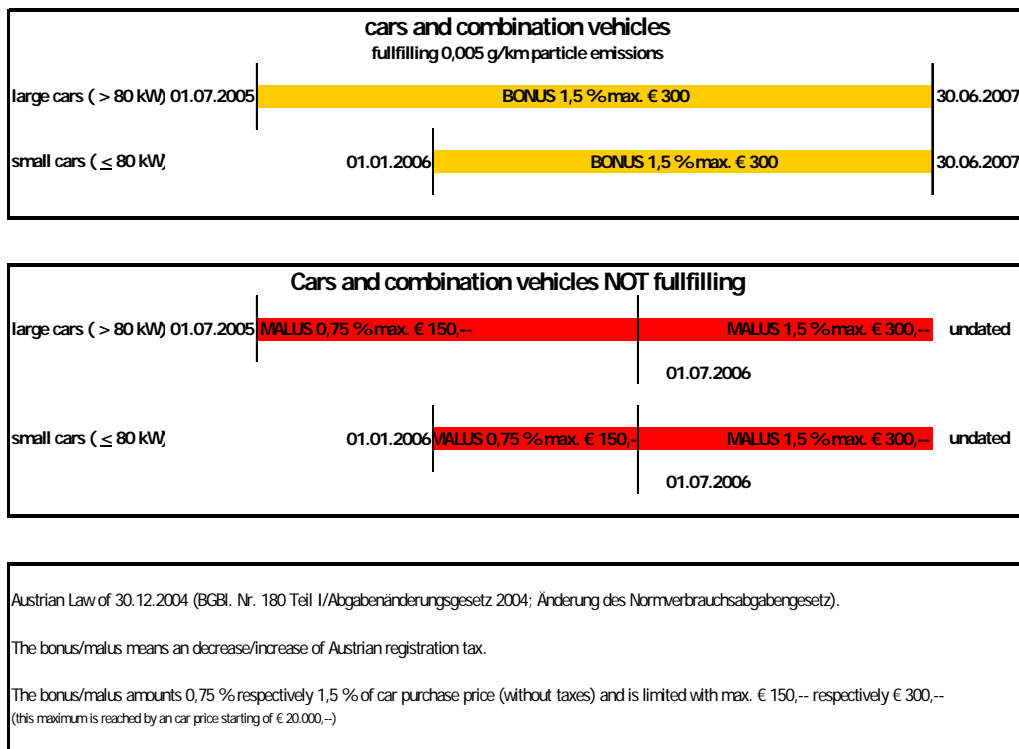 cars and combination vehicles
fullfilling 0,005 g/km particle emissions
large cars ( > 80 kW) 01.07.2005 BONUS 1,5 % max. € 300 30.06.2007
small cars ( ≤ 80 kW) 01.01.2006 BONUS 1,5 % max. € 300 30.06.2007
Cars and combination vehicles NOT fullfilling
large cars ( > 80 kW) 01.07.2005 MALUS 0,75 % max. € 150,-- MALUS 1,5 % max. € 300,-- undated
01.07.2006
small cars ( ≤ 80 kW) 01.01.2006 MALUS 0,75 % max. € 150,- MALUS 1,5 % max. € 300,-- undated
01.07.2006
Austrian Law of 30.12.2004 (BGBl. Nr. 180 Teil I/Abgabenänderungsgesetz 2004; Änderung des Normverbrauchsabgabengesetz).
The bonus/malus means an decrease/increase of Austrian registration tax.
The bonus/malus amounts 0,75 % respectively 1,5 % of car purchase price (without taxes) and is limited with max. € 150,-- respectively € 300,--
(this maximum is reached by an car price starting of € 20.000,--)